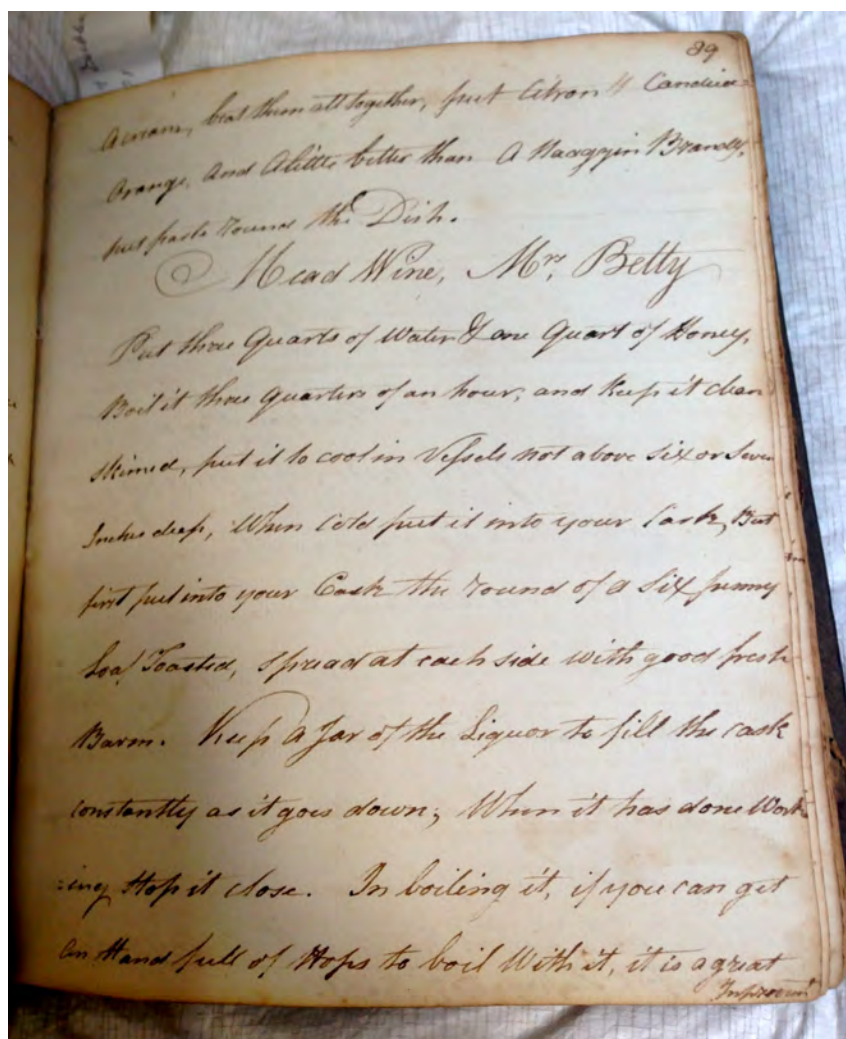 89
a cream, beat them all together, put Citron & Candied
Orange, And A little better than A Naggin Brandy,
put paste round the Dish.
Mead Wine, Mrs, Betty
Put three Quarts of Water & one Quart of Honey,
Boil it three Quarters of an hour, and Keep it clean
skimed, put it to cool in Vessels not above six or Seven
Inches deep, When Cold put it into your Cask, But
first put into your Cask the round of a Six penny
loaf Toasted, spread at each side with good fresh
Barm. Keep a Jar of the Liquor to fill the cask
constantly as it goes down; When it has done Work
=ing Stop it close. In boiling it, if you can get
an Hand full of Hops to boil With it, it is a great
Improvemt